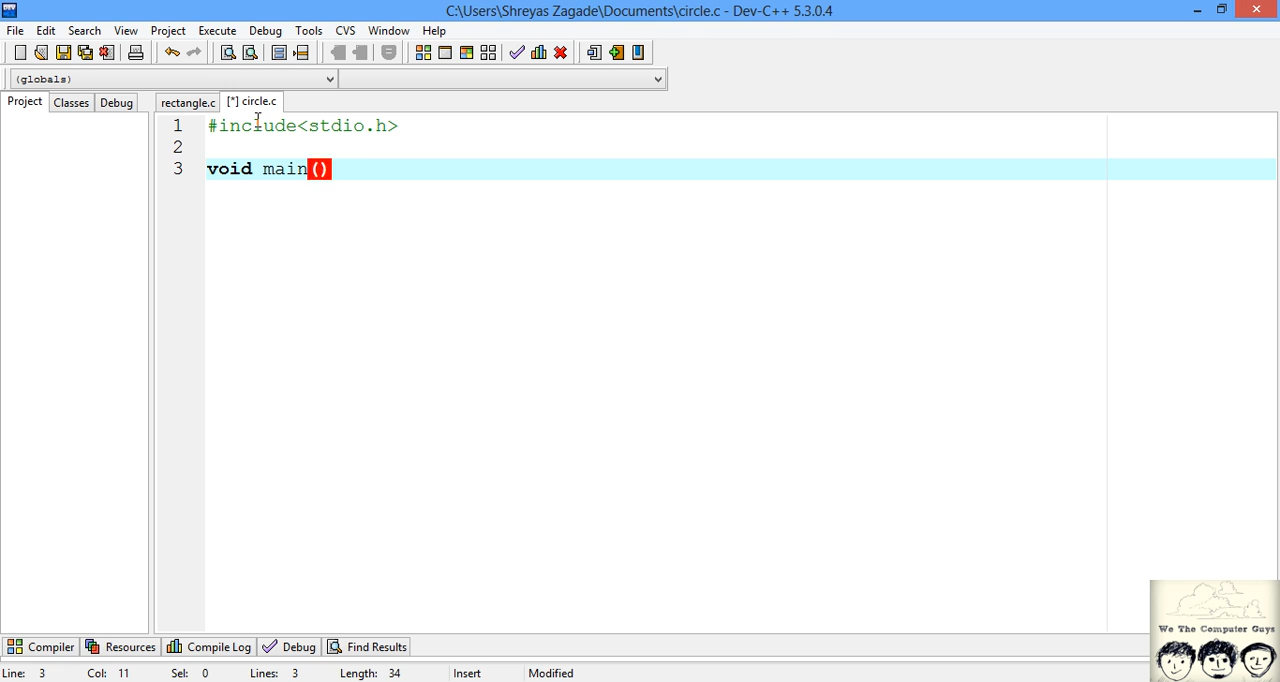 C:\Users\Shreyas Zagade\Documents\circle.c - Dev-C++ 5.3.0.4
File Edit Search View Project Execute Debug Tools CVS Window Help
(globals)
Project Classes Debug rectangle.c [*] circle.c
1 #include<stdio.h>
2
3 void main()
We The Computer Guys
Compiler Resources Compile Log Debug Find Results
Line: 3 Col: 11 Sel: 0 Lines: 3 Length: 34 Insert Modified